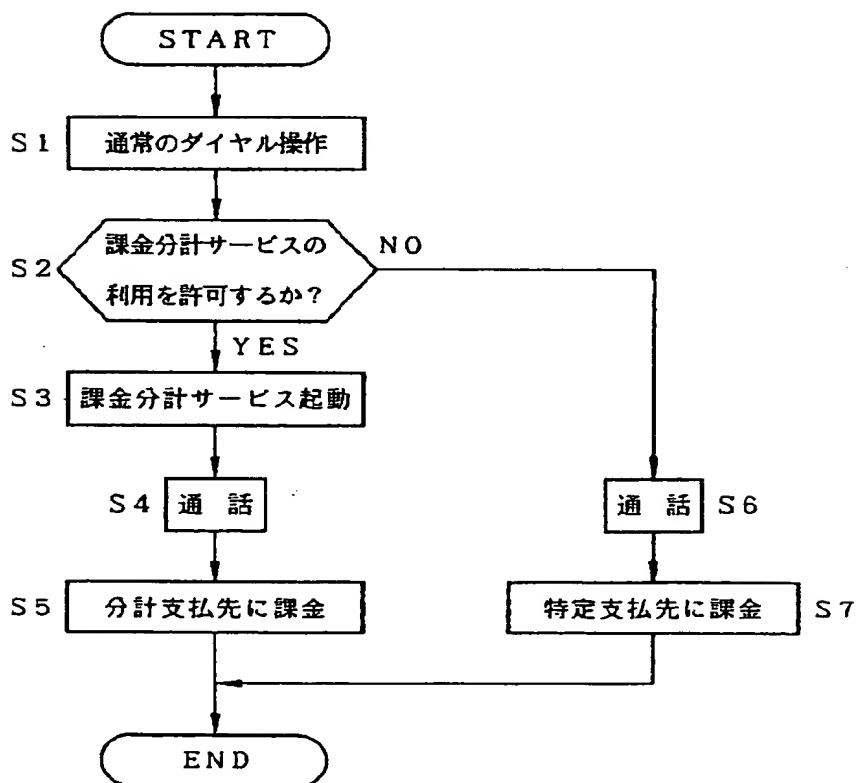 START
S1 通常のダイヤル操作
S2 課金分計サービスの
利用を許可するか?
NO
YES
S3 課金分計サービス起動
S4 通 話
通 話 S6
S5 分計支払先に課金
特定支払先に課金 S7
END